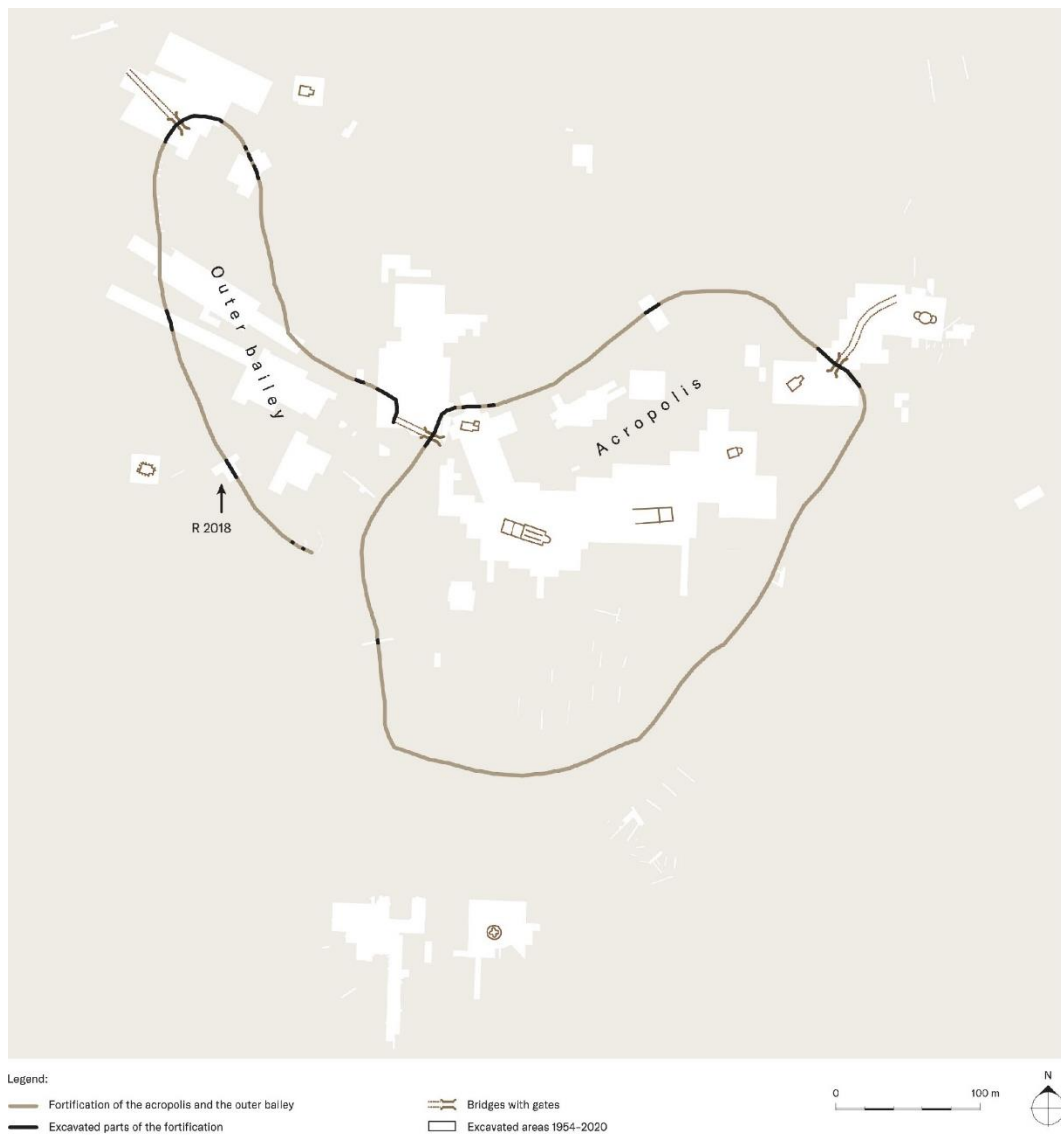 Outer bailey
Acropolis
R 2018
Legend:
Fortification of the acropolis and the outer bailey
Excavated parts of the fortification
Bridges with gates
Excavated areas 1954–2020
0 100 m
N